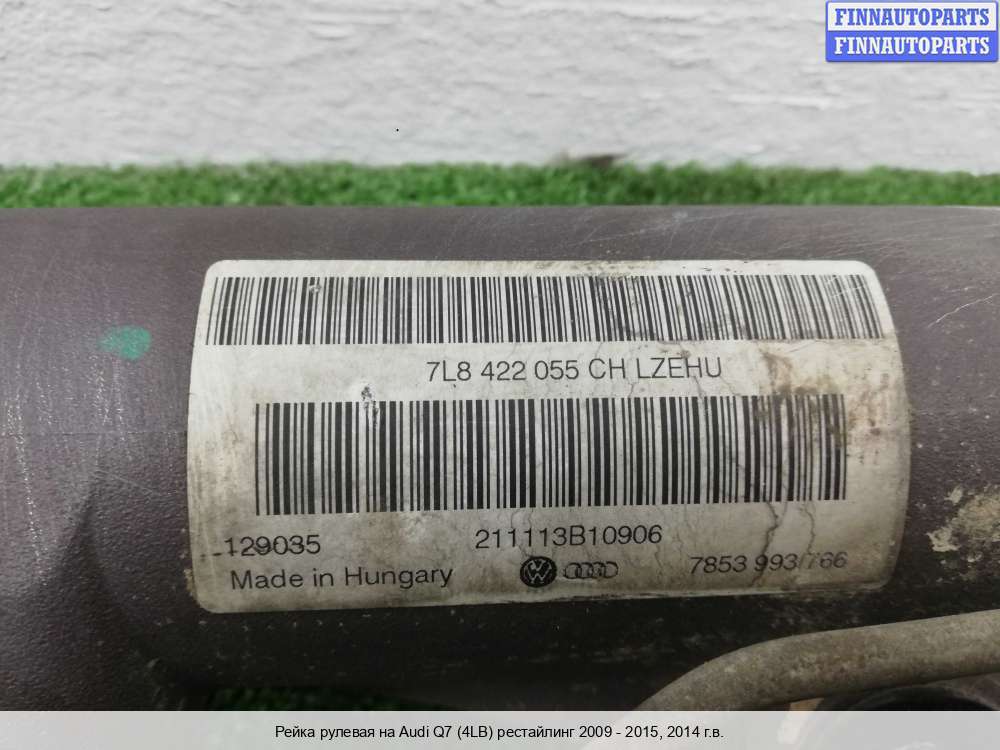 FINNAUTOPARTS
FINNAUTOPARTS
7L8 422 055 CH LZEHU
129035
211113B10906
Made in Hungary
7853 993/766
Рейка рулевая на Audi Q7 (4LB) рестайлинг 2009 - 2015, 2014 г.в.